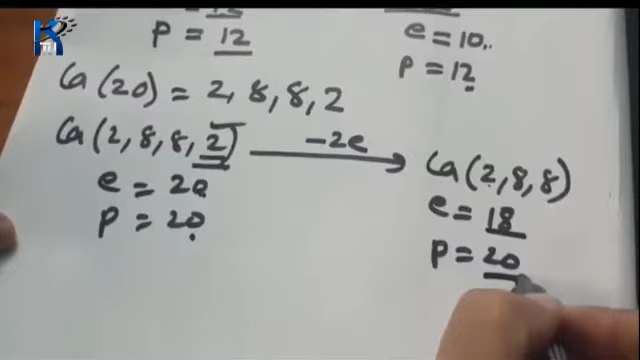 P = 12
e = 10..
P = 12
Ca (20) = 2, 8, 8, 2
Ca (2, 8, 8, 2) -2e Ca (2, 8, 8)
e = 20
P = 20
e = 18
P = 20
K